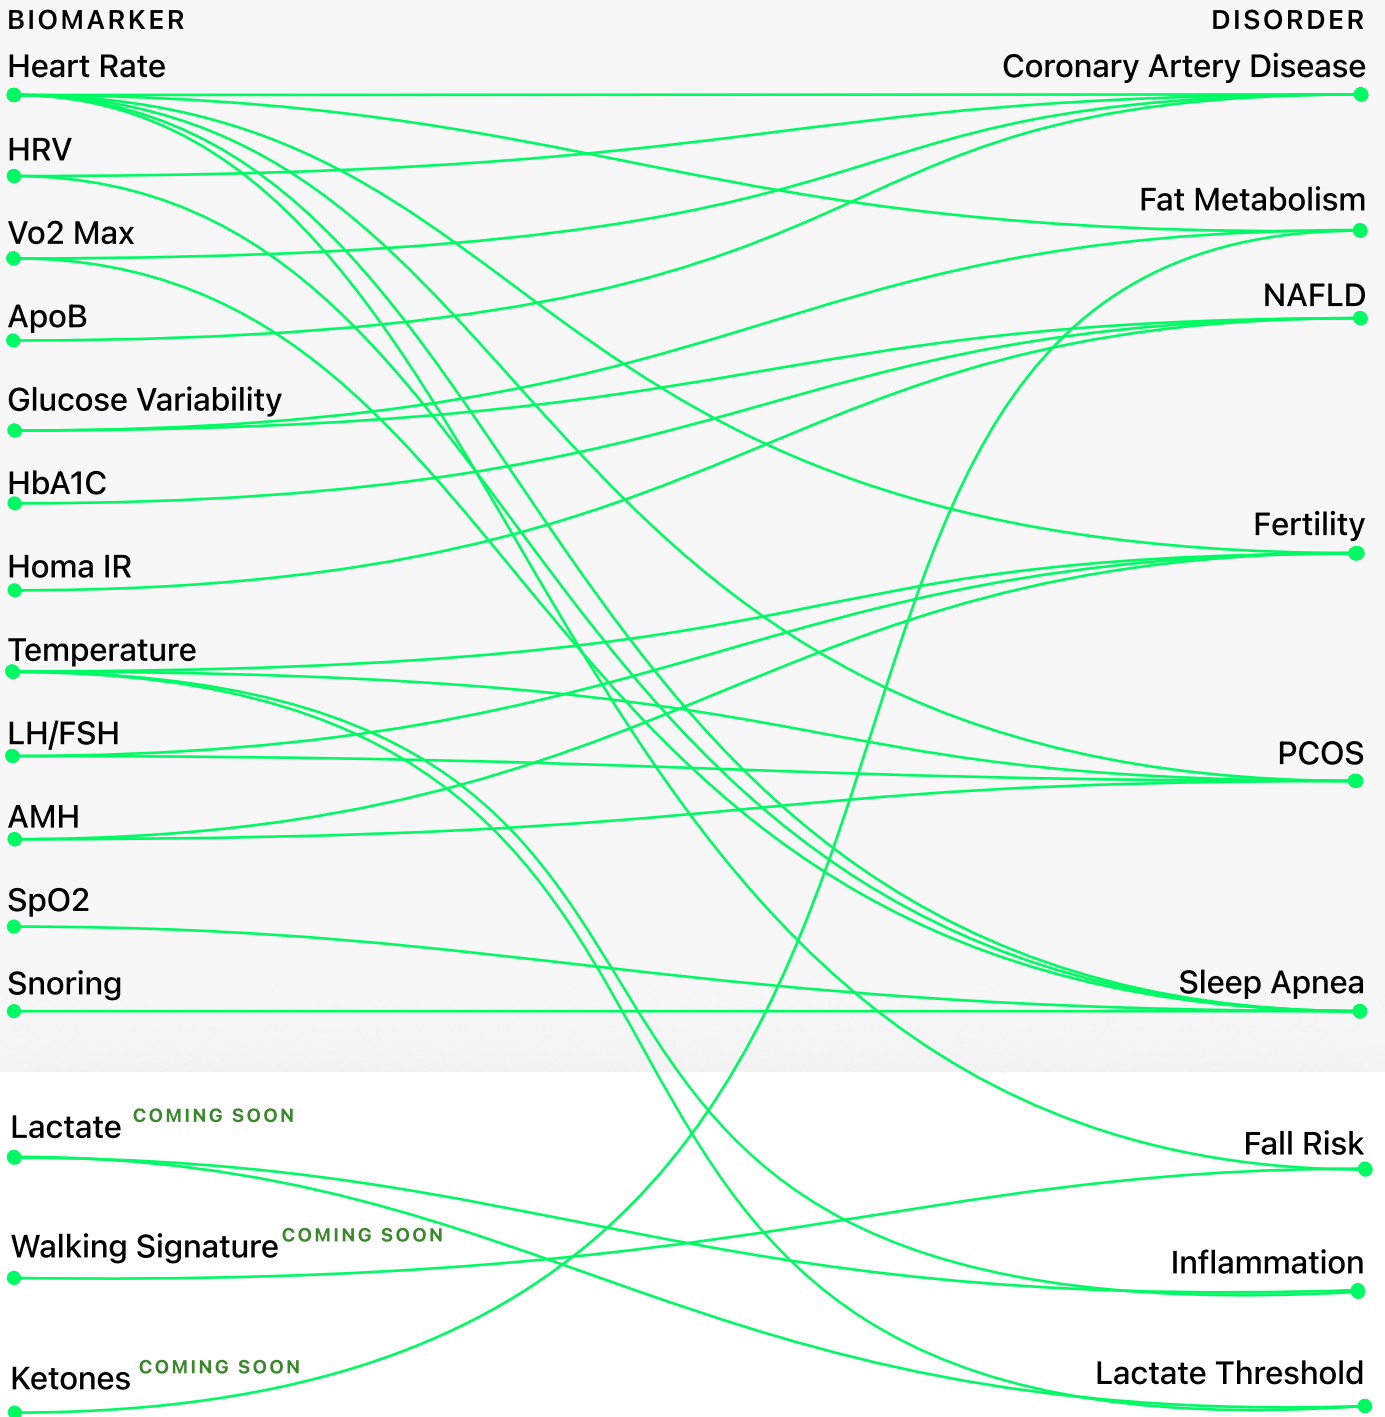 BIOMARKER
DISORDER
Heart Rate
Coronary Artery Disease
HRV
Fat Metabolism
Vo2 Max
NAFLD
ApoB
Glucose Variability
HbA1C
Fertility
Homa IR
Temperature
LH/FSH
PCOS
AMH
SpO2
Snoring
Sleep Apnea
Lactate COMING SOON
Fall Risk
Walking Signature COMING SOON
Inflammation
Ketones COMING SOON
Lactate Threshold